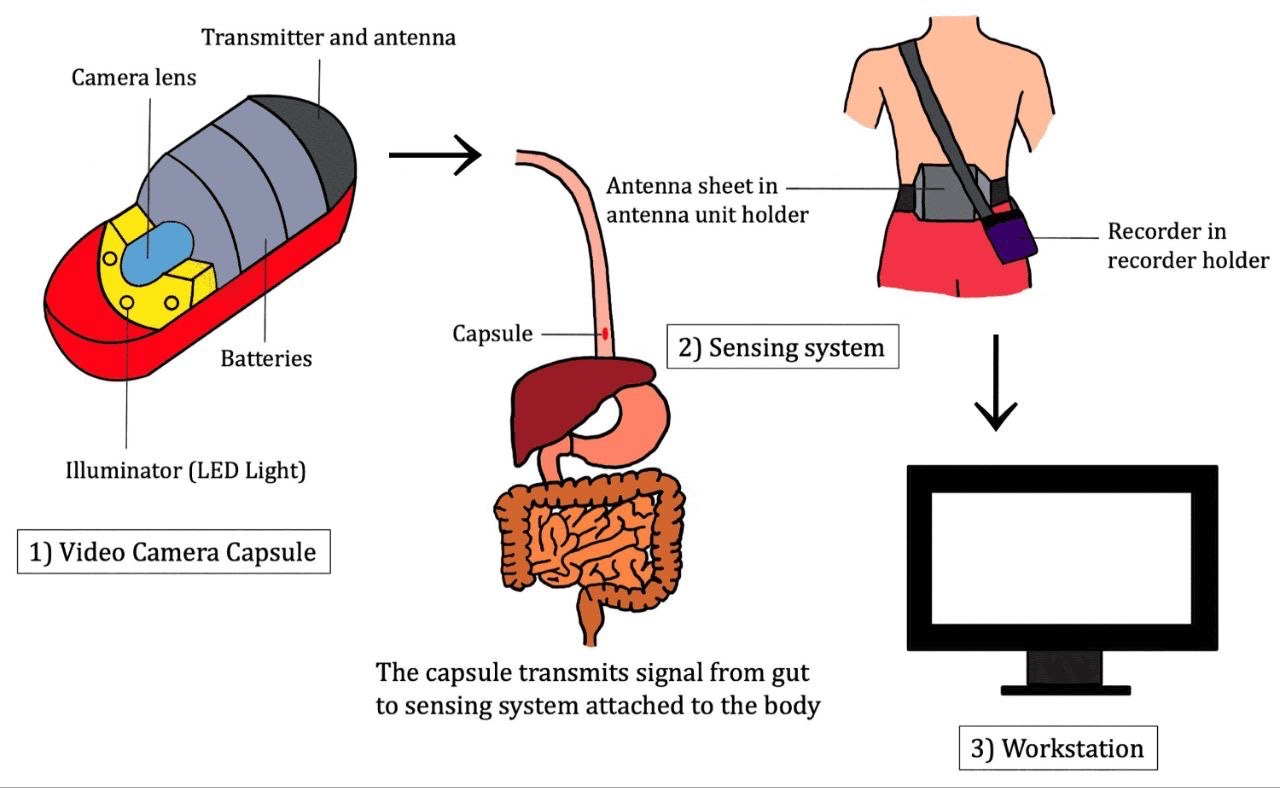 Transmitter and antenna
Camera lens
Batteries
Illuminator (LED Light)
1) Video Camera Capsule
Capsule
The capsule transmits signal from gut
to sensing system attached to the body
Antenna sheet in
antenna unit holder
Recorder in
recorder holder
2) Sensing system
3) Workstation